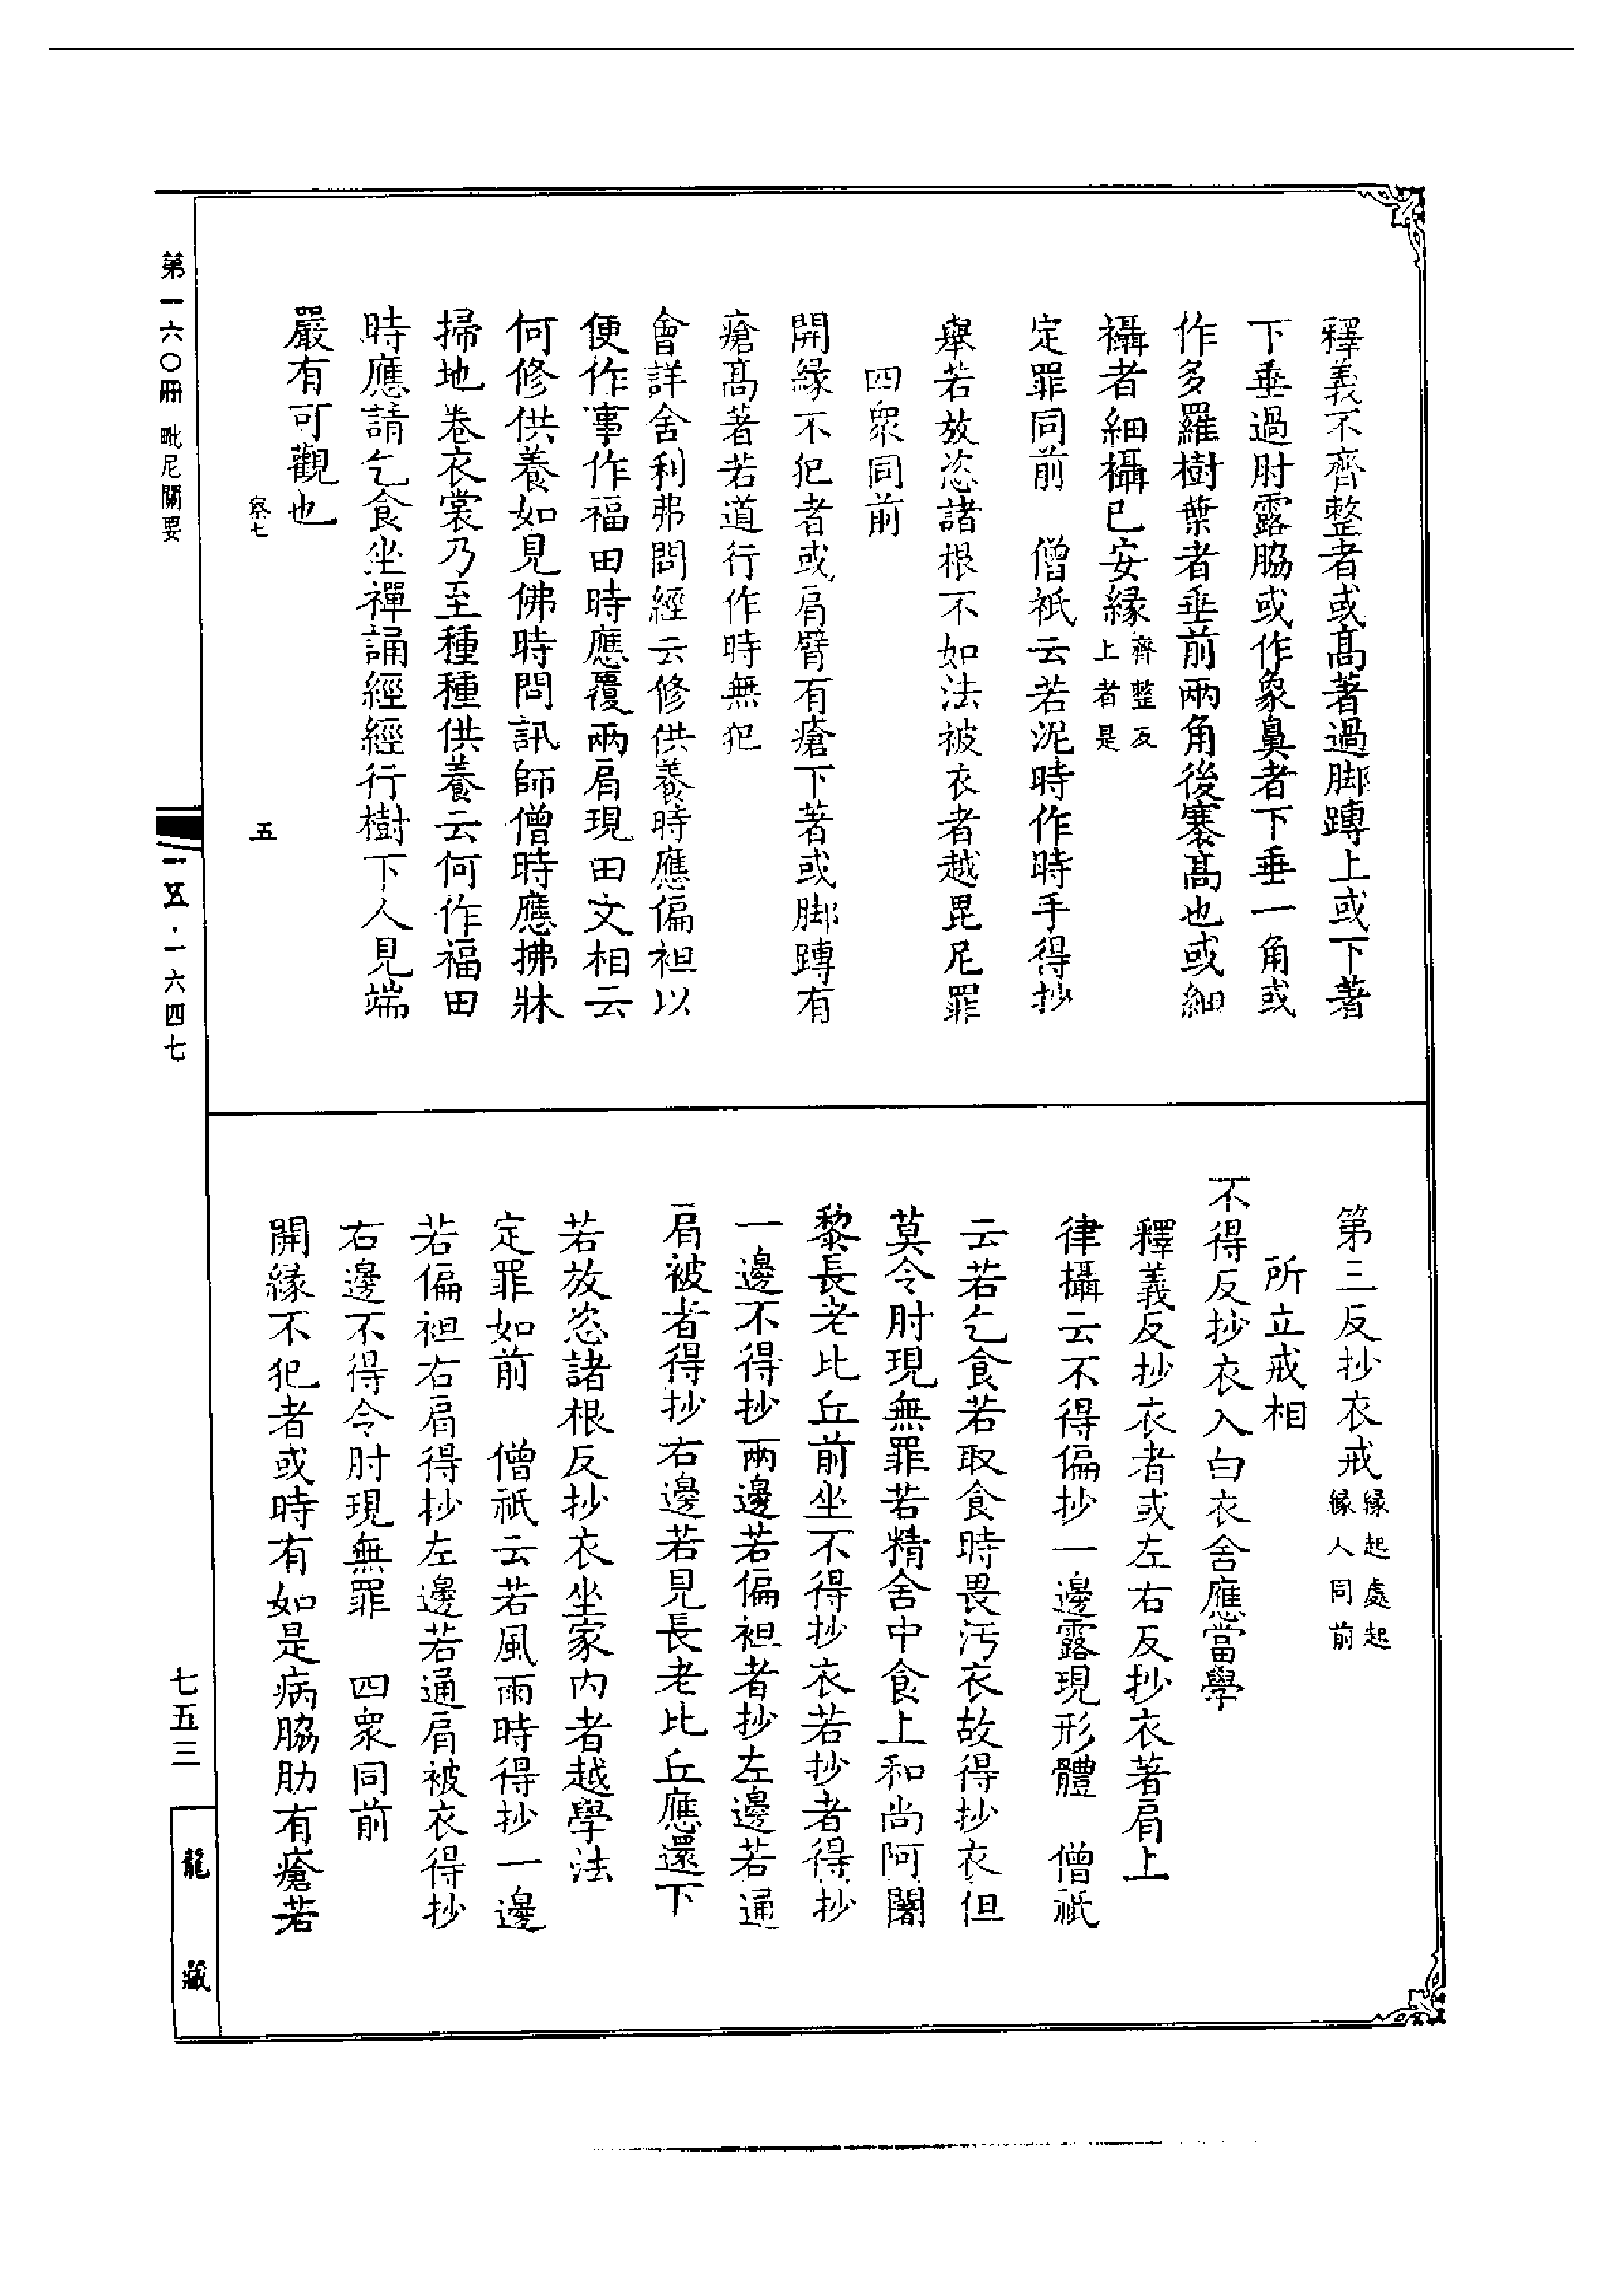 釋義不齊整者或高著過脚蹲上或下著
下垂過肘露脇或作象鼻者下垂一角或
作多羅樹葉者垂前兩角後褰高也或細
襵者細襵已安緣齊整反上者是
定罪同前　僧祇云若泥時作時手得抄
舉若放恣諸根不如法被衣者越毘尼罪
四衆同前
開緣不犯者或肩臂有瘡下著或脚蹲有
瘡高著若道行作時無犯
會詳舍利弗問經云修供養時應偏袒以
便作事作福田時應覆兩肩現田文相云
何修供養如見佛時問訊師僧時應拂牀
掃地卷衣裳乃至種種供養云何作福田
時應請乞食坐禪誦經經行樹下人見端
嚴有可觀也
寮七　五
第三反抄衣戒緣起處起緣人同前
所立戒相
不得反抄衣入白衣舍應當學
釋義反抄衣者或左右反抄衣著肩上
律攝云不得偏抄一邊露現形體　僧祇
云若乞食若取食時畏污衣故得抄衣但
莫令肘現無罪若精舍中食上和尚阿闍
黎長老比丘前坐不得抄衣若抄者得抄
一邊不得抄兩邊若偏袒者抄左邊若通
肩被者得抄右邊若見長老比丘應還下
若放恣諸根反抄衣坐家内者越學法
定罪如前　僧祇云若風雨時得抄一邊
若偏袒右肩得抄左邊若通肩被衣得抄
右邊不得令肘現無罪　四衆同前
開緣不犯者或時有如是病脇肋有瘡若
第一六〇冊　毗尼關要
一五·一六四七
七五三
龍藏